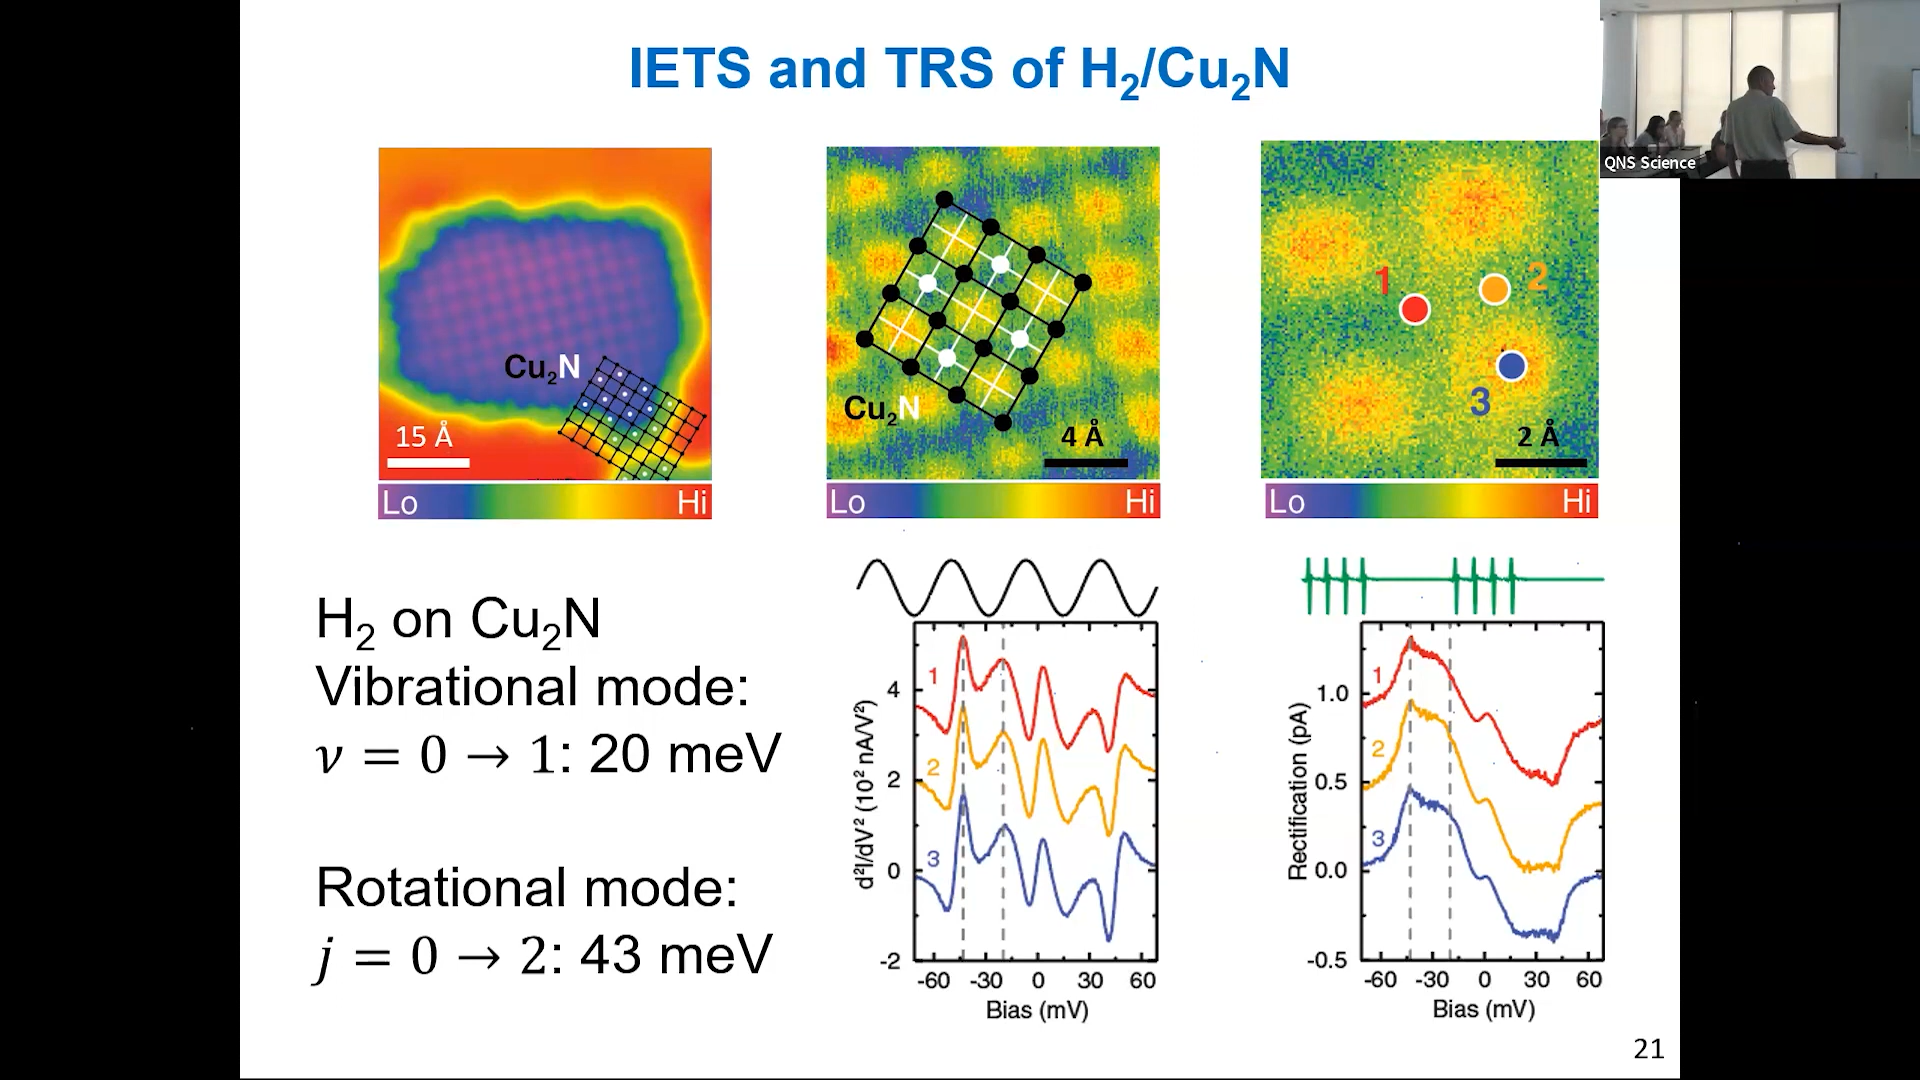 IETS and TRS of H₂/Cu₂N
QNS Science
Cu₂N
15 Å
Lo Hi
Cu₂N
4 Å
Lo Hi
1
2
3
2 Å
Lo Hi
H₂ on Cu₂N
Vibrational mode:
ν = 0 → 1: 20 meV
Rotational mode:
j = 0 → 2: 43 meV
d²I/dV² (10² nA/V²)
4
2
0
-2
1
2
3
-60 -30 0 30 60
Bias (mV)
Rectification (pA)
1.0
0.5
0.0
-0.5
1
2
3
-60 -30 0 30 60
Bias (mV)
21